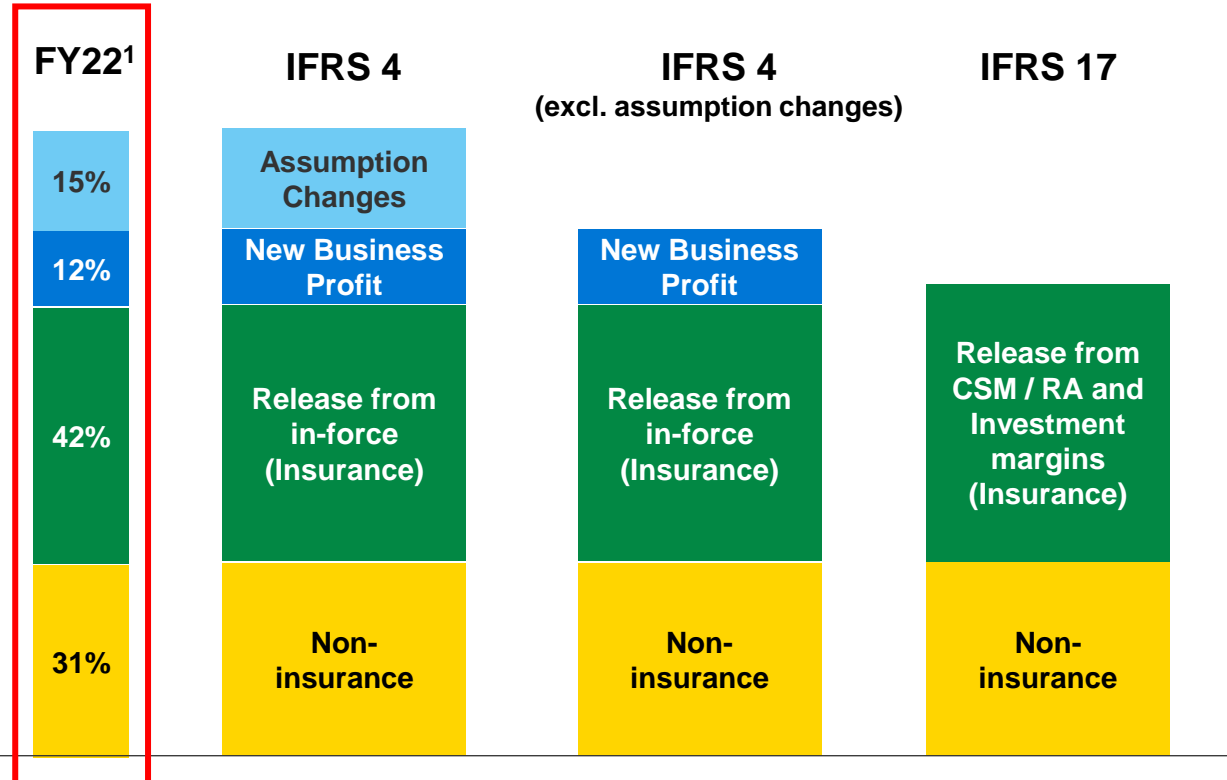 FY22¹
IFRS 4
IFRS 4
(excl. assumption changes)
IFRS 17
15%
12%
42%
31%
Assumption
Changes
New Business
Profit
Release from
in-force
(Insurance)
Non-
insurance
New Business
Profit
Release from
in-force
(Insurance)
Non-
insurance
Release from
CSM / RA and
Investment
margins
(Insurance)
Non-
insurance